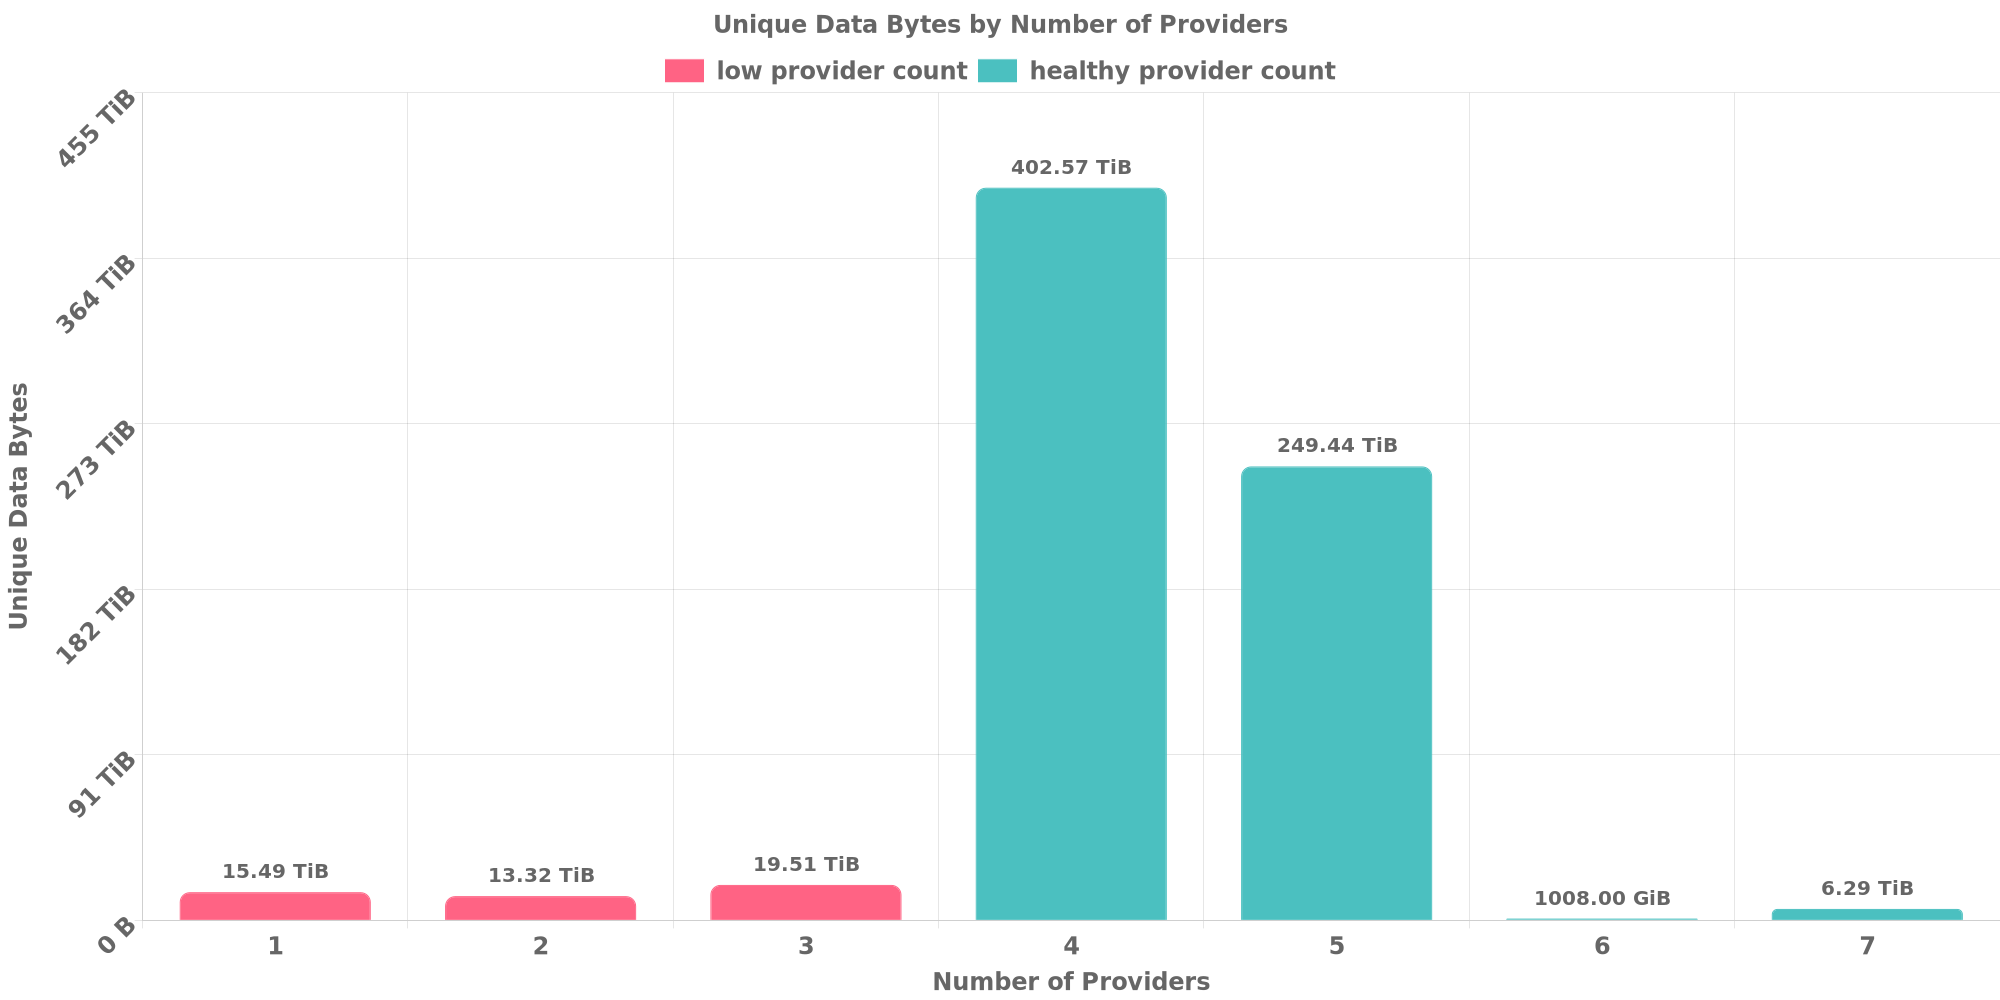 Unique Data Bytes by Number of Providers
low provider count healthy provider count
455 TiB
364 TiB
273 TiB
182 TiB
91 TiB
0 B
Unique Data Bytes
15.49 TiB
13.32 TiB
19.51 TiB
402.57 TiB
249.44 TiB
1008.00 GiB
6.29 TiB
1 2 3 4 5 6 7
Number of Providers